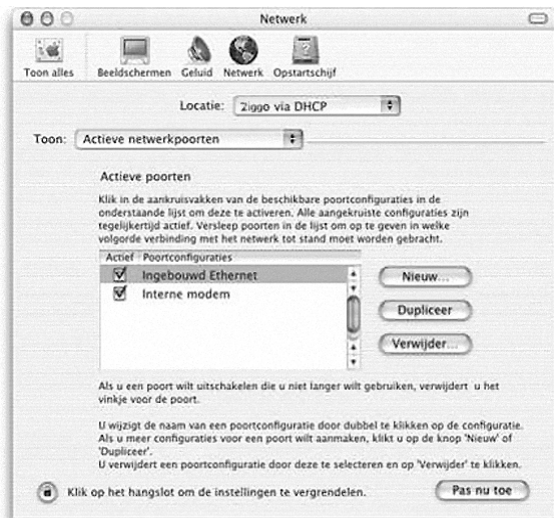 Netwerk
Toon alles Beeldschermen Geluid Netwerk Opstartschijf
Locatie: Ziggo via DHCP
Toon: Actieve netwerkpoorten
Actieve poorten
Klik in de aankruisvakken van de beschikbare poortconfiguraties in de
onderstaande lijst om deze te activeren. Alle aangekruiste configuraties zijn
tegelijkertijd actief. Versleep poorten in de lijst om op te geven in welke
volgorde verbinding met het netwerk tot stand moet worden gebracht.
Actief Poortconfiguraties
Ingebouwd Ethernet
Interne modem
Nieuw...
Dupliceer
Verwijder...
Als u een poort wilt uitschakelen die u niet langer wilt gebruiken, verwijdert u het
vinkje voor de poort.
U wijzigt de naam van een poortconfiguratie door dubbel te klikken op de configuratie.
Als u meer configuraties voor een poort wilt aanmaken, klikt u op de knop 'Nieuw' of
'Dupliceer'.
U verwijdert een poortconfiguratie door deze te selecteren en op 'Verwijder' te klikken.
Klik op het hangslot om de instellingen te vergrendelen.
Pas nu toe